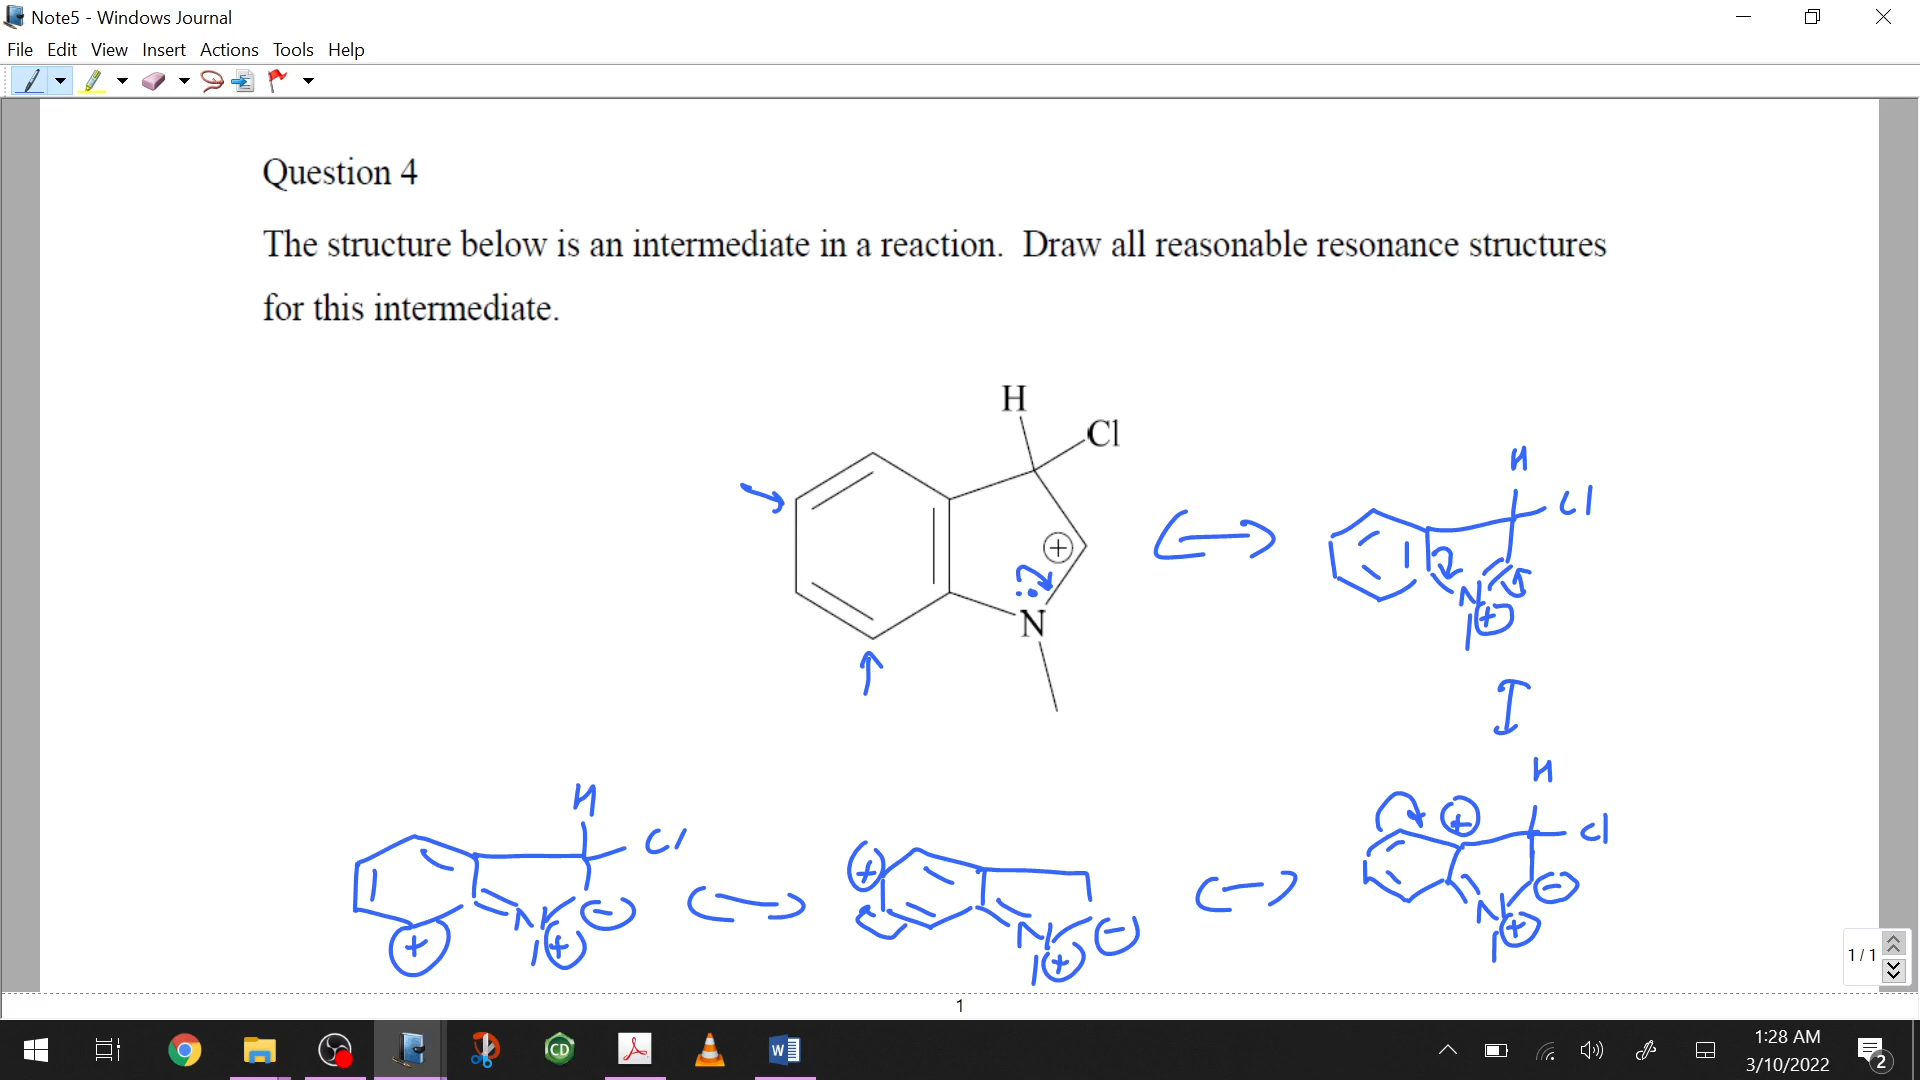 Note5 - Windows Journal
File Edit View Insert Actions Tools Help
Question 4
The structure below is an intermediate in a reaction. Draw all reasonable resonance structures
for this intermediate.
H
Cl
+
N
H
Cl
N
+
H
+
Cl
−
N
+
+
−
N
+
H
Cl
−
N
+
+
1 / 1
1
CD
W
1:28 AM
3/10/2022
2